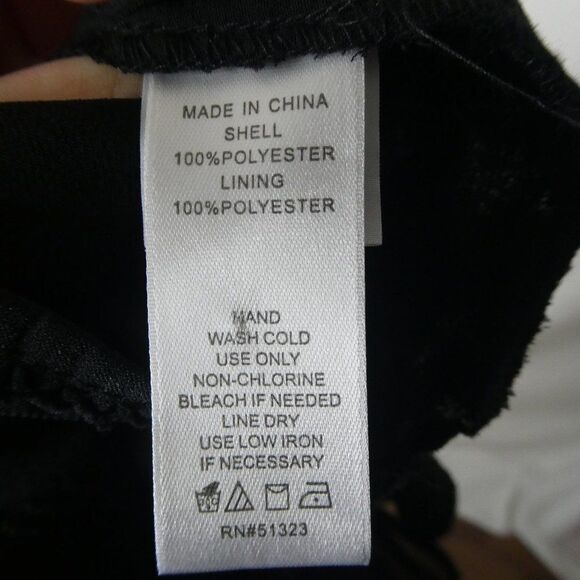 MADE IN CHINA
SHELL
100%POLYESTER
LINING
100%POLYESTER
HAND
WASH COLD
USE ONLY
NON-CHLORINE
BLEACH IF NEEDED
LINE DRY
USE LOW IRON
IF NECESSARY
RN#51323